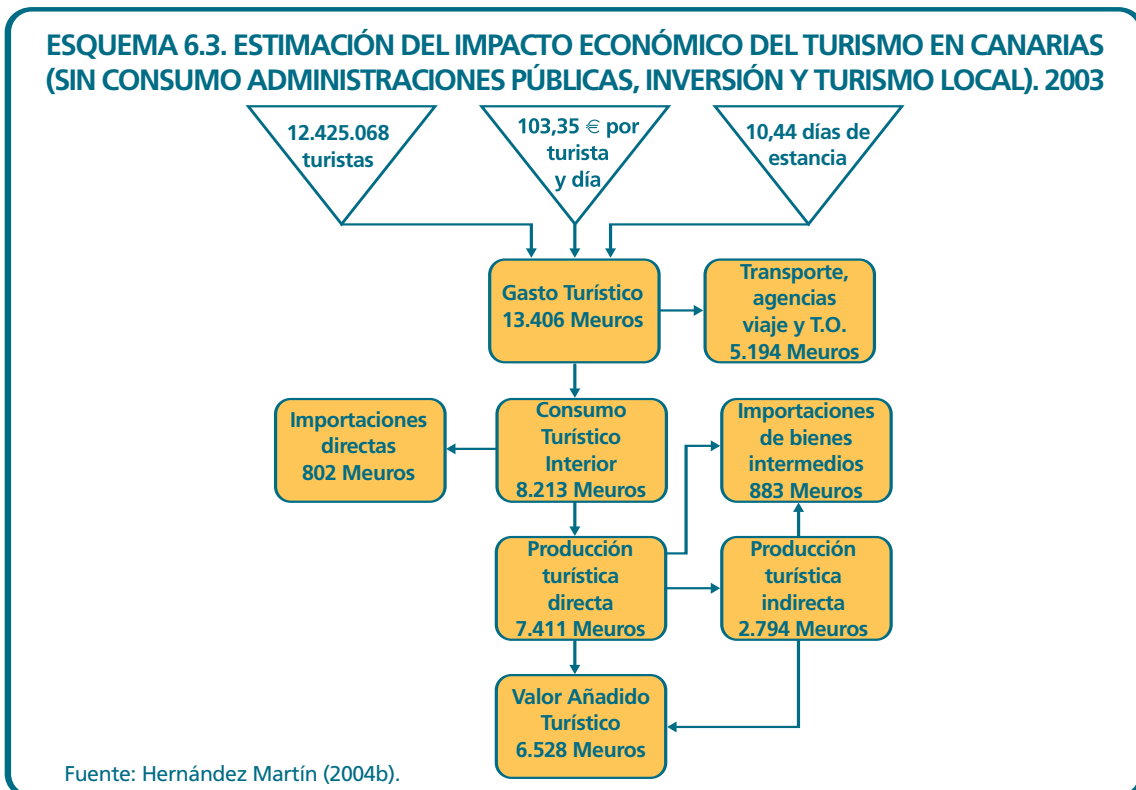 ESQUEMA 6.3. ESTIMACIÓN DEL IMPACTO ECONÓMICO DEL TURISMO EN CANARIAS
(SIN CONSUMO ADMINISTRACIONES PÚBLICAS, INVERSIÓN Y TURISMO LOCAL). 2003
12.425.068
turistas
103,35 € por
turista
y día
10,44 días de
estancia
Gasto Turístico
13.406 Meuros
Transporte,
agencias
viaje y T.O.
5.194 Meuros
Importaciones
directas
802 Meuros
Consumo
Turístico
Interior
8.213 Meuros
Importaciones
de bienes
intermedios
883 Meuros
Producción
turística
directa
7.411 Meuros
Producción
turística
indirecta
2.794 Meuros
Valor Añadido
Turístico
6.528 Meuros
Fuente: Hernández Martín (2004b).